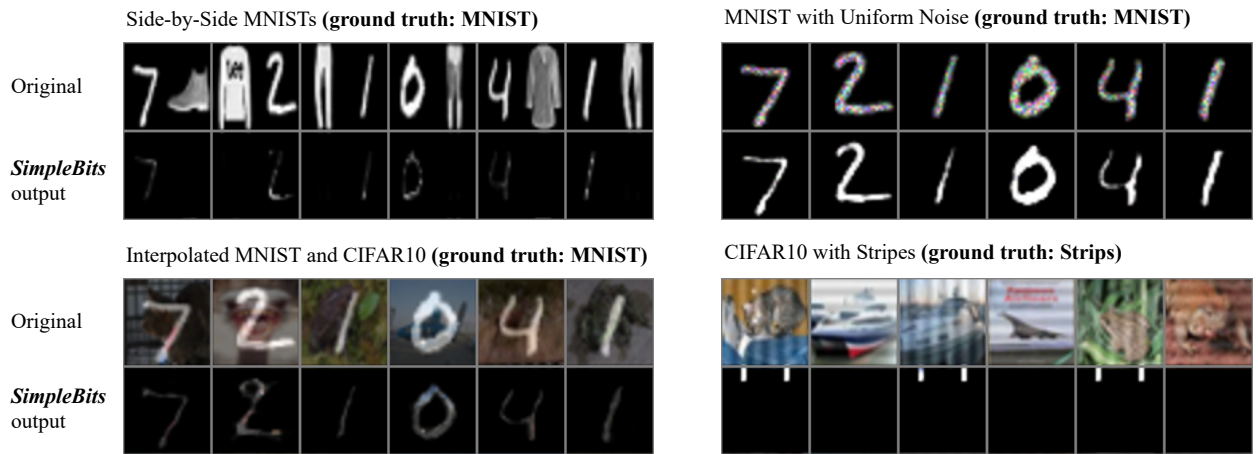 Side-by-Side MNISTs (ground truth: MNIST)
Original
SimpleBits
output
MNIST with Uniform Noise (ground truth: MNIST)
Interpolated MNIST and CIFAR10 (ground truth: MNIST)
Original
SimpleBits
output
CIFAR10 with Stripes (ground truth: Strips)